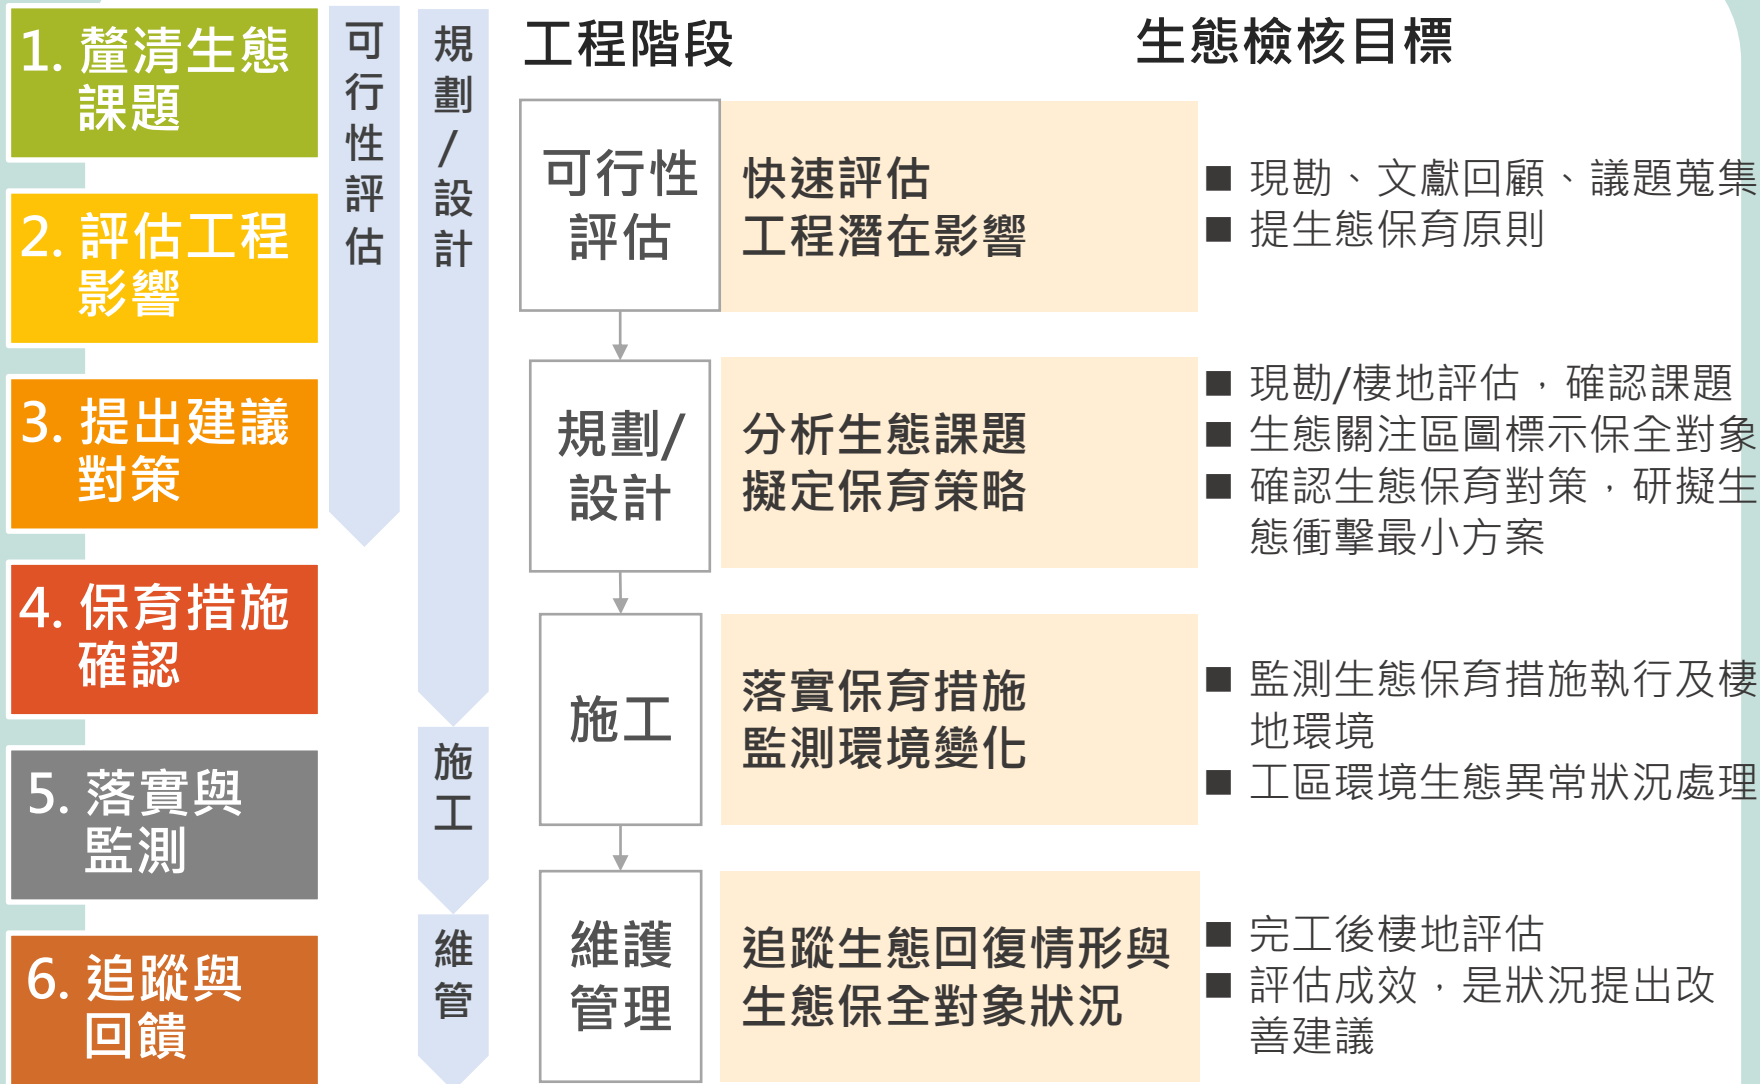 1. 釐清生態
課題
2. 評估工程
影響
3. 提出建議
對策
4. 保育措施
確認
5. 落實與
監測
6. 追蹤與
回饋
可行性評估
規劃/設計
施工
維管
工程階段
生態檢核目標
可行性
評估
快速評估
工程潛在影響
■ 現勘、文獻回顧、議題蒐集
■ 提生態保育原則
規劃/
設計
分析生態課題
擬定保育策略
■ 現勘/棲地評估，確認課題
■ 生態關注區圖標示保全對象
■ 確認生態保育對策，研擬生
態衝擊最小方案
施工
落實保育措施
監測環境變化
■ 監測生態保育措施執行及棲
地環境
■ 工區環境生態異常狀況處理
維護
管理
追蹤生態回復情形與
生態保全對象狀況
■ 完工後棲地評估
■ 評估成效，是狀況提出改
善建議